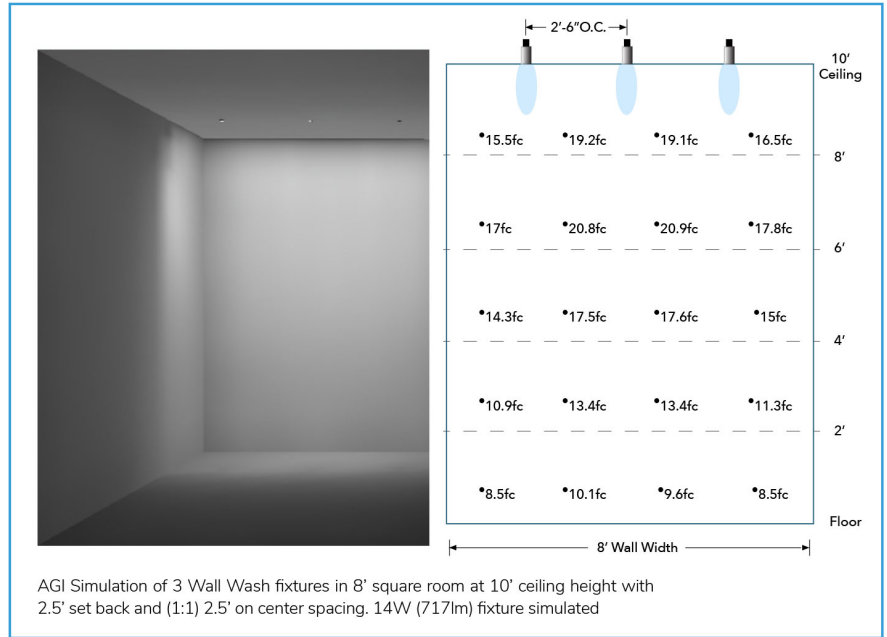 2'-6"O.C.
10'
Ceiling
15.5fc 19.2fc 19.1fc 16.5fc
8'
17fc 20.8fc 20.9fc 17.8fc
6'
14.3fc 17.5fc 17.6fc 15fc
4'
10.9fc 13.4fc 13.4fc 11.3fc
2'
8.5fc 10.1fc 9.6fc 8.5fc
Floor
8' Wall Width
AGI Simulation of 3 Wall Wash fixtures in 8' square room at 10' ceiling height with
2.5' set back and (1:1) 2.5' on center spacing. 14W (717lm) fixture simulated